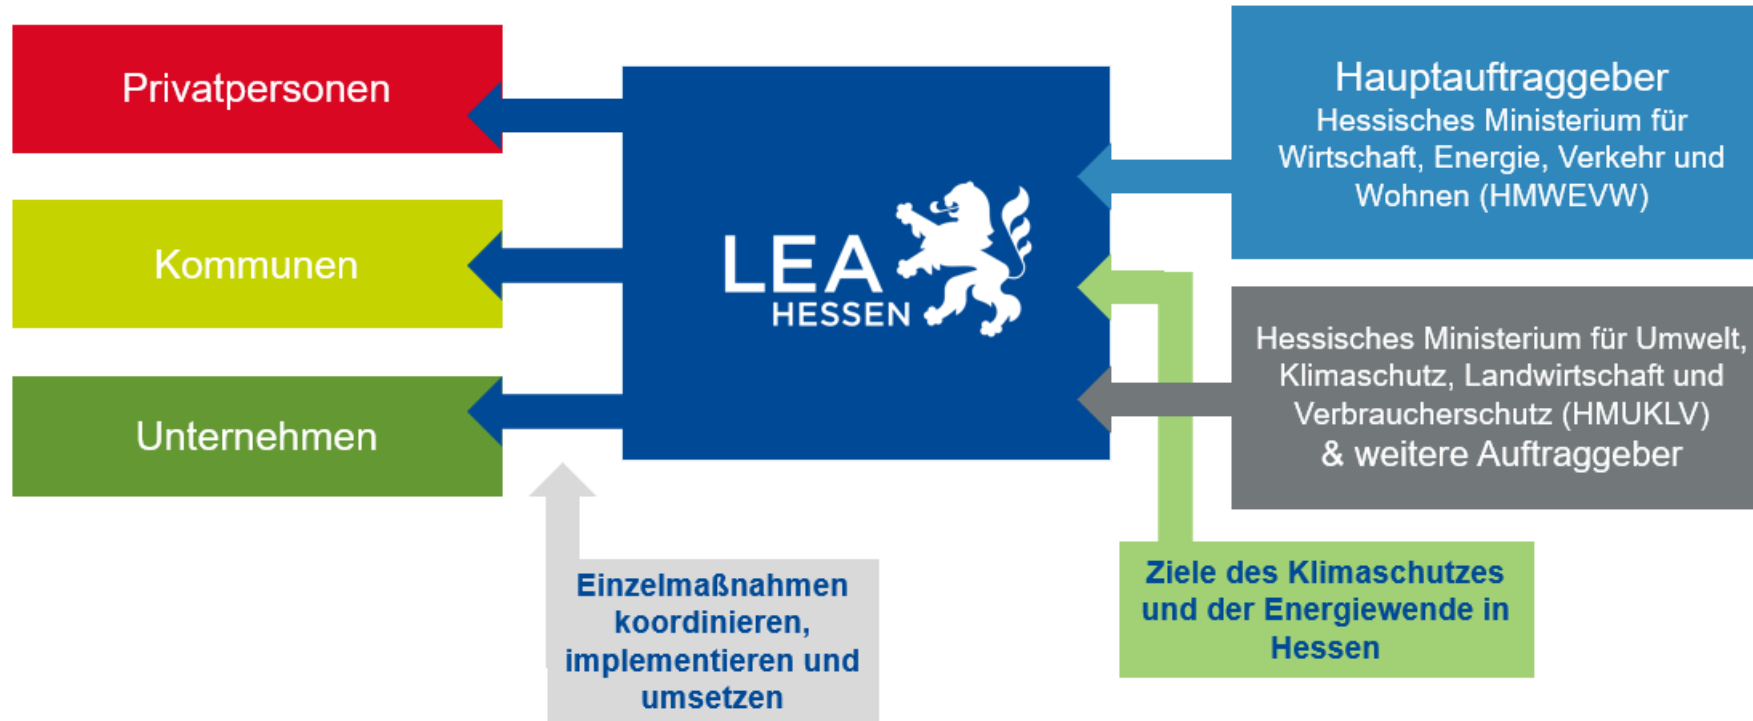 Privatpersonen
Kommunen
Unternehmen
LEA
HESSEN
Hauptauftraggeber
Hessisches Ministerium für
Wirtschaft, Energie, Verkehr und
Wohnen (HMWEVW)
Hessisches Ministerium für Umwelt,
Klimaschutz, Landwirtschaft und
Verbraucherschutz (HMUKLV)
& weitere Auftraggeber
Einzelmaßnahmen
koordinieren,
implementieren und
umsetzen
Ziele des Klimaschutzes
und der Energiewende in
Hessen